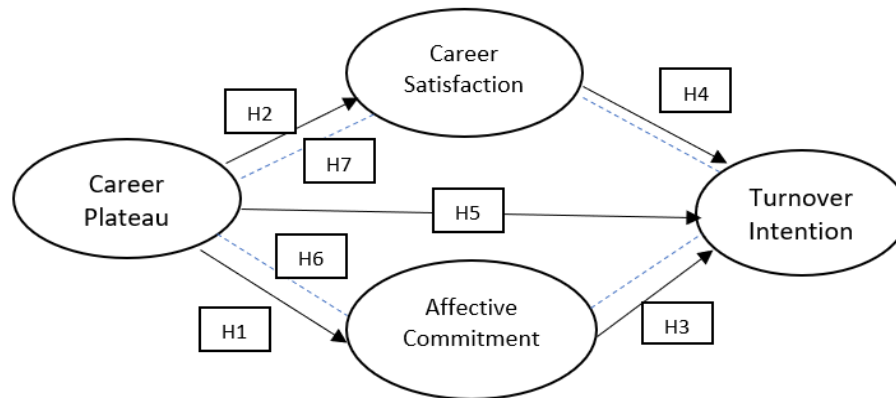 Career
Satisfaction
H2
H4
H7
Career
Plateau
H5
Turnover
Intention
H6
H1
Affective
Commitment
H3